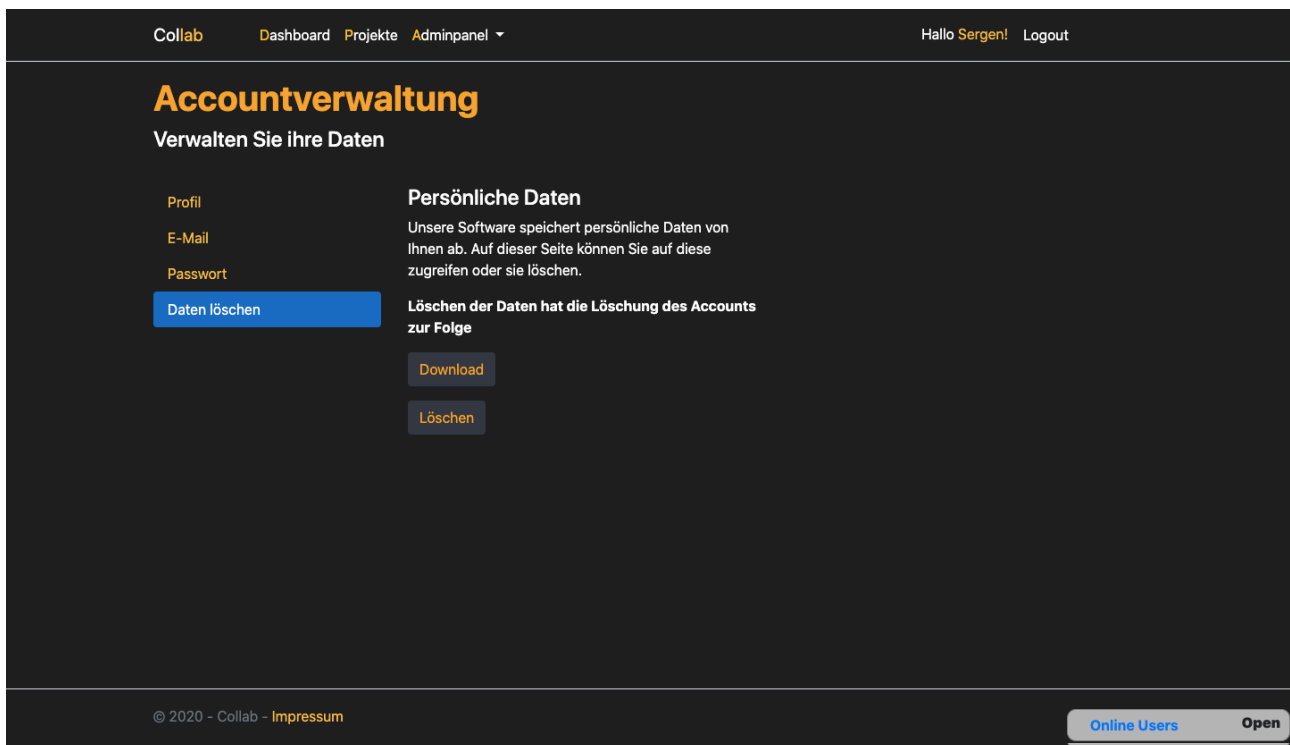 Collab Dashboard Projekte Adminpanel Hallo Sergen! Logout
Accountverwaltung
Verwalten Sie ihre Daten
Profil
E-Mail
Passwort
Daten löschen
Persönliche Daten
Unsere Software speichert persönliche Daten von
Ihnen ab. Auf dieser Seite können Sie auf diese
zugreifen oder sie löschen.
Löschen der Daten hat die Löschung des Accounts
zur Folge
Download
Löschen
© 2020 - Collab - Impressum
Online Users Open